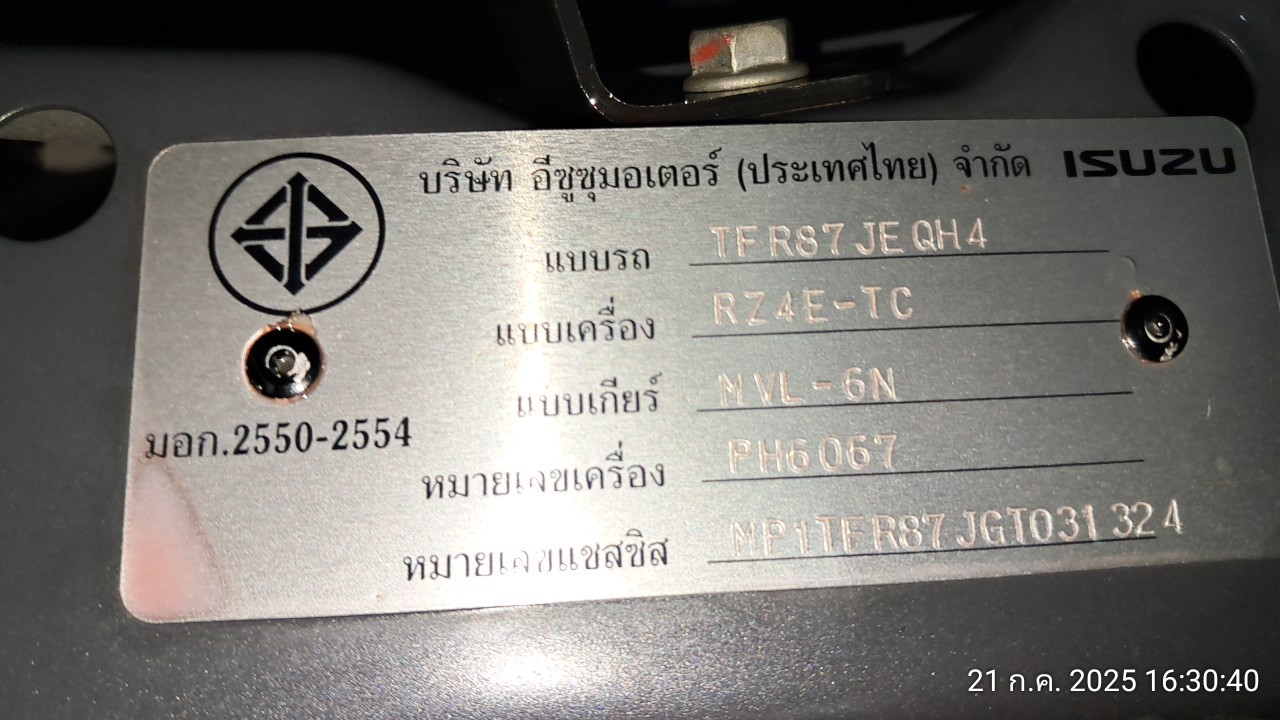 บริษัท อีซูซุมอเตอร์ (ประเทศไทย) จำกัด ISUZU
แบบรถ TFR87JEQH4
แบบเครื่อง RZ4E-TC
แบบเกียร์ MVL-6N
มอก.2550-2554
หมายเลขเครื่อง PH6067
หมายเลขแชสซิส MP1TFR87JGT031324
21 ก.ค. 2025 16:30:40